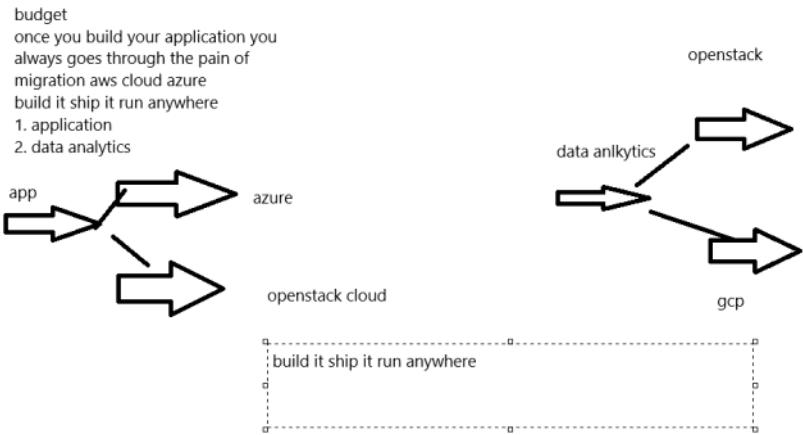 budget
once you build your application you
always goes through the pain of
migration aws cloud azure
build it ship it run anywhere
1. application
2. data analytics
app
azure
openstack cloud
openstack
data anlkytics
gcp
build it ship it run anywhere